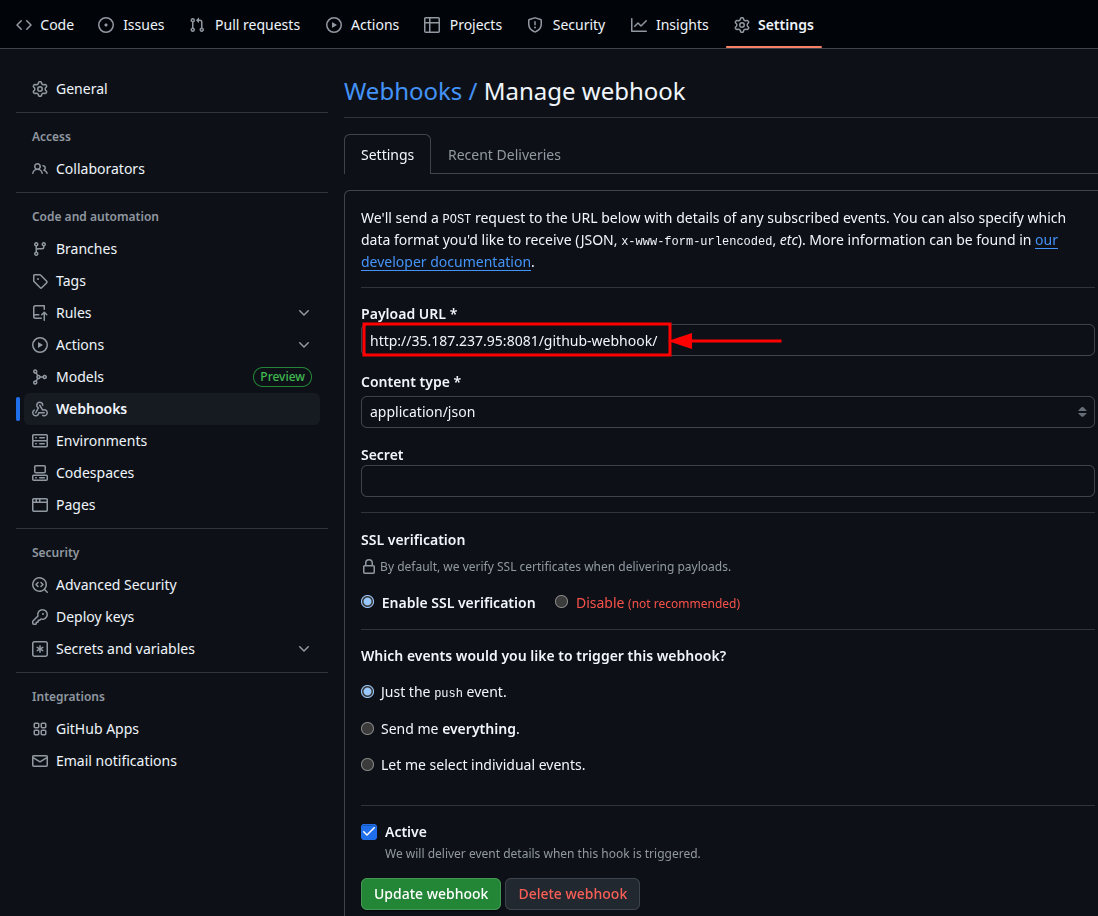 Code Issues Pull requests Actions Projects Security Insights Settings
General
Access
Collaborators
Code and automation
Branches
Tags
Rules
Actions
Models Preview
Webhooks
Environments
Codespaces
Pages
Security
Advanced Security
Deploy keys
Secrets and variables
Integrations
GitHub Apps
Email notifications
Webhooks / Manage webhook
Settings Recent Deliveries
We'll send a POST request to the URL below with details of any subscribed events. You can also specify which
data format you'd like to receive (JSON, x-www-form-urlencoded, etc). More information can be found in our
developer documentation.
Payload URL *
http://35.187.237.95:8081/github-webhook/
Content type *
application/json
Secret
SSL verification
By default, we verify SSL certificates when delivering payloads.
Enable SSL verification Disable (not recommended)
Which events would you like to trigger this webhook?
Just the push event.
Send me everything.
Let me select individual events.
Active
We will deliver event details when this hook is triggered.
Update webhook Delete webhook